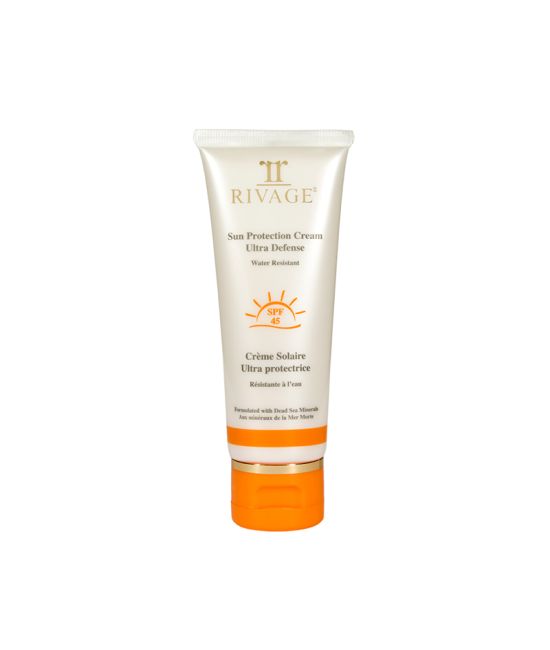 RIVAGE
Sun Protection Cream
Ultra Defense
Water Resistant
SPF
45
Crème Solaire
Ultra protectrice
Résistante à l'eau
Formulated with Dead Sea Minerals
Aux minéraux de la Mer Morte